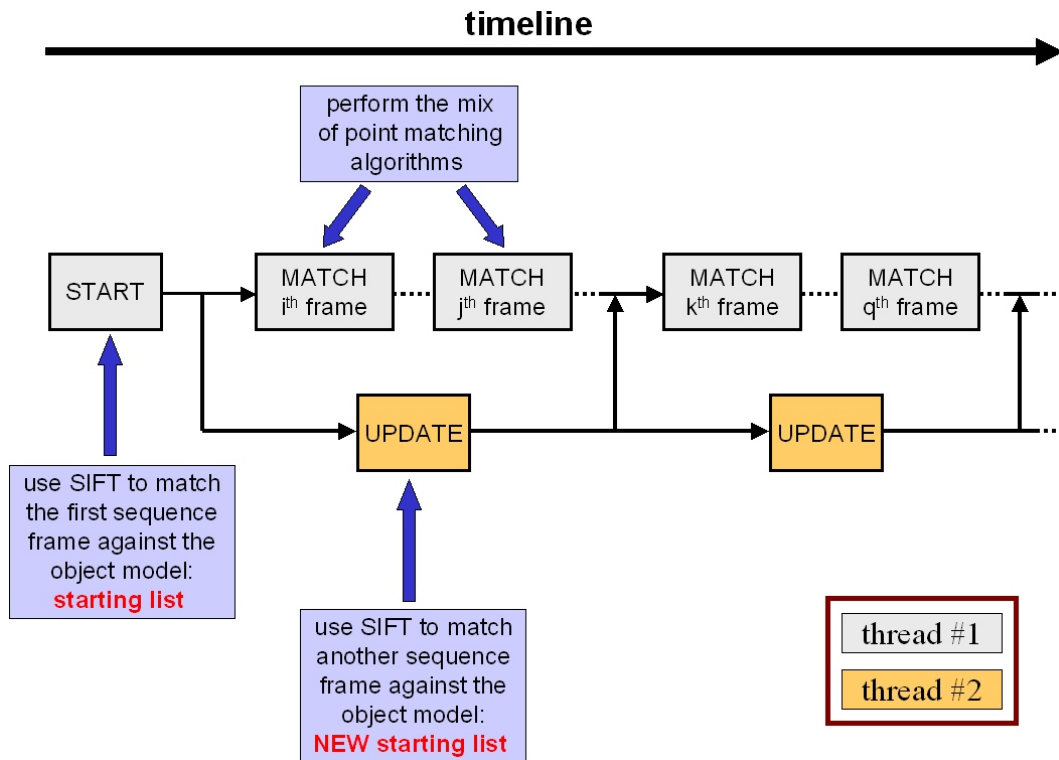 timeline
perform the mix
of point matching
algorithms
START
MATCH
ith frame
MATCH
jth frame
MATCH
kth frame
MATCH
qth frame
UPDATE
UPDATE
use SIFT to match
the first sequence
frame against the
object model:
starting list
use SIFT to match
another sequence
frame against the
object model:
NEW starting list
thread #1
thread #2